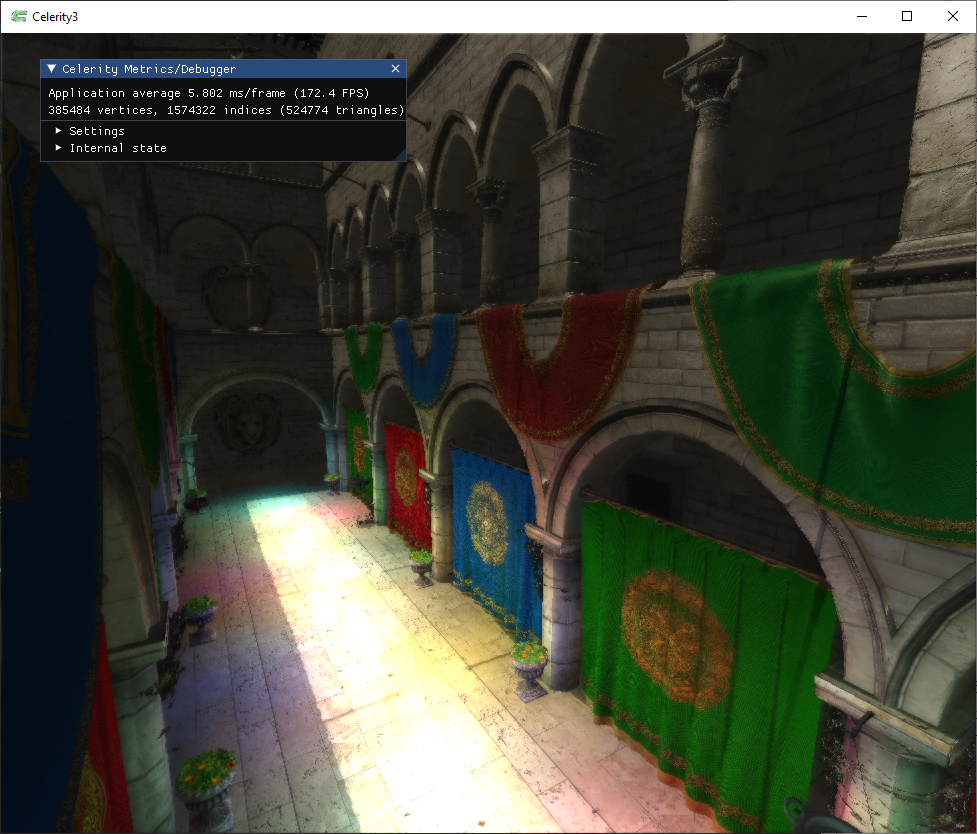 Celerity3
Celerity Metrics/Debugger
Application average 5.802 ms/frame (172.4 FPS)
385484 vertices, 1574322 indices (524774 triangles)
Settings
Internal state